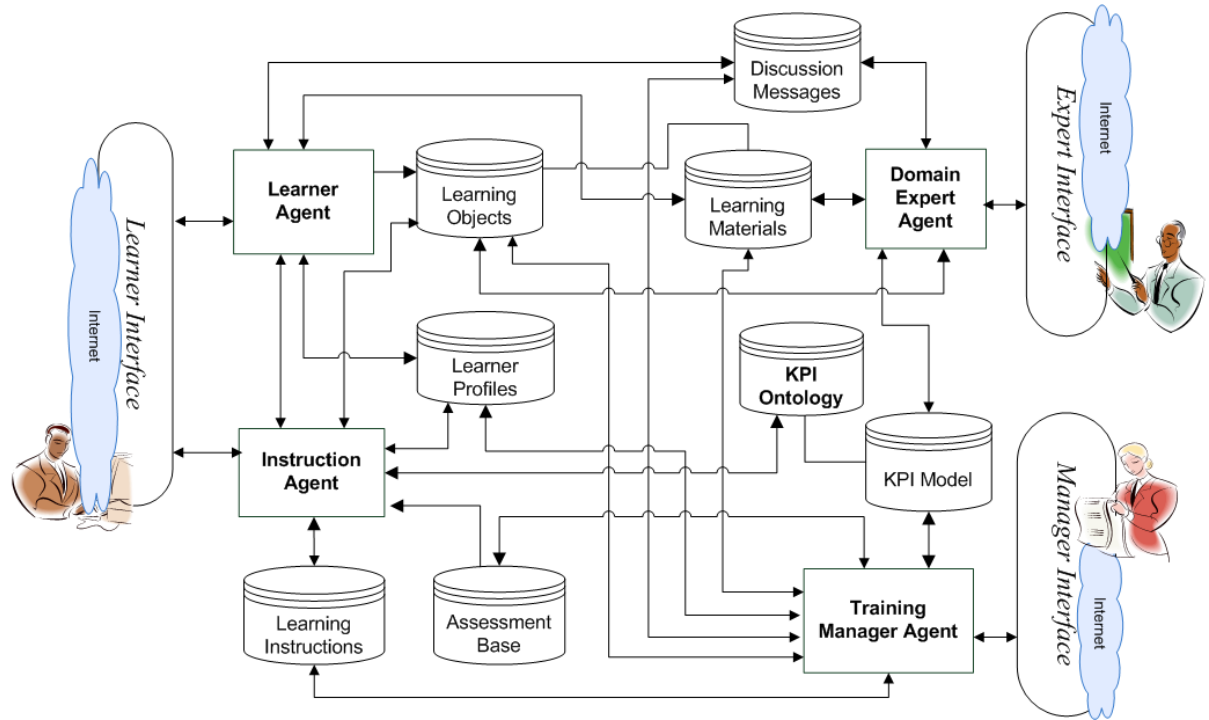 Discussion
Messages
Internet
Expert Interface
Learner
Agent
Learning
Objects
Learning
Materials
Domain
Expert
Agent
Learner Interface
Internet
Learner
Profiles
KPI
Ontology
Instruction
Agent
KPI Model
Manager Interface
Internet
Learning
Instructions
Assessment
Base
Training
Manager Agent